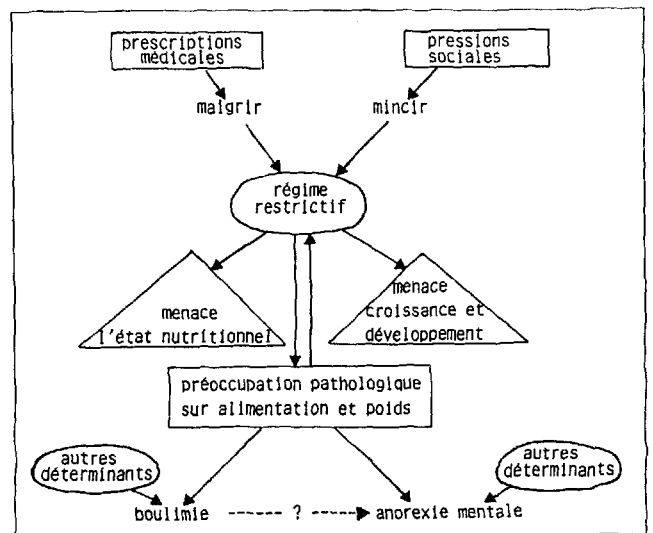 prescriptions
médicales
pressions
sociales
maigrir
mincir
régime
restrictif
menace
l'état nutritionnel
menace
croissance et
développement
préoccupation pathologique
sur alimentation et poids
autres
déterminants
autres
déterminants
boulimie ------ ? ------ anorexie mentale